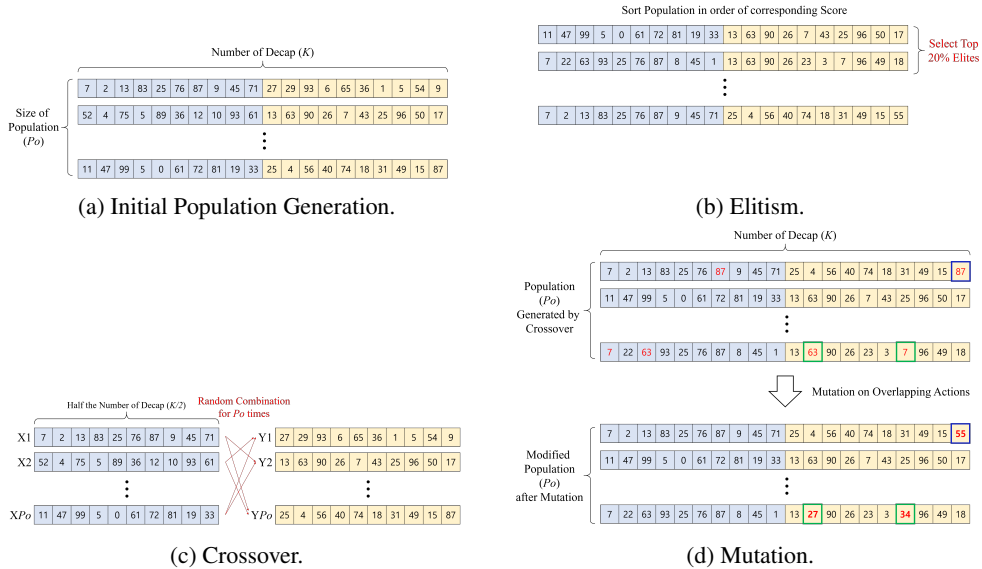 Number of Decap (K)
7 2 13 83 25 76 87 9 45 71 27 29 93 6 65 36 1 5 54 9
Size of
Population
(Po)
52 4 75 5 89 36 12 10 93 61 13 63 90 26 7 43 25 96 50 17
11 47 99 5 0 61 72 81 19 33 25 4 56 40 74 18 31 49 15 87
(a) Initial Population Generation.
Sort Population in order of corresponding Score
11 47 99 5 0 61 72 81 19 33 13 63 90 26 7 43 25 96 50 17
7 22 63 93 25 76 87 8 45 1 13 63 90 26 23 3 7 96 49 18
Select Top
20% Elites
7 2 13 83 25 76 87 9 45 71 25 4 56 40 74 18 31 49 15 55
(b) Elitism.
Half the Number of Decap (K/2)
Random Combination
for Po times
X1 7 2 13 83 25 76 87 9 45 71
Y1 27 29 93 6 65 36 1 5 54 9
X2 52 4 75 5 89 36 12 10 93 61
Y2 13 63 90 26 7 43 25 96 50 17
XPo 11 47 99 5 0 61 72 81 19 33
YPo 25 4 56 40 74 18 31 49 15 87
(c) Crossover.
Number of Decap (K)
7 2 13 83 25 76 87 9 45 71 25 4 56 40 74 18 31 49 15 87
Population
(Po)
Generated by
Crossover
11 47 99 5 0 61 72 81 19 33 13 63 90 26 7 43 25 96 50 17
7 22 63 93 25 76 87 8 45 1 13 63 90 26 23 3 7 96 49 18
Mutation on Overlapping Actions
7 2 13 83 25 76 87 9 45 71 25 4 56 40 74 18 31 49 15 55
Modified
Population
(Po)
after Mutation
11 47 99 5 0 61 72 81 19 33 13 63 90 26 7 43 25 96 50 17
7 22 63 93 25 76 87 8 45 1 13 27 90 26 23 3 34 96 49 18
(d) Mutation.